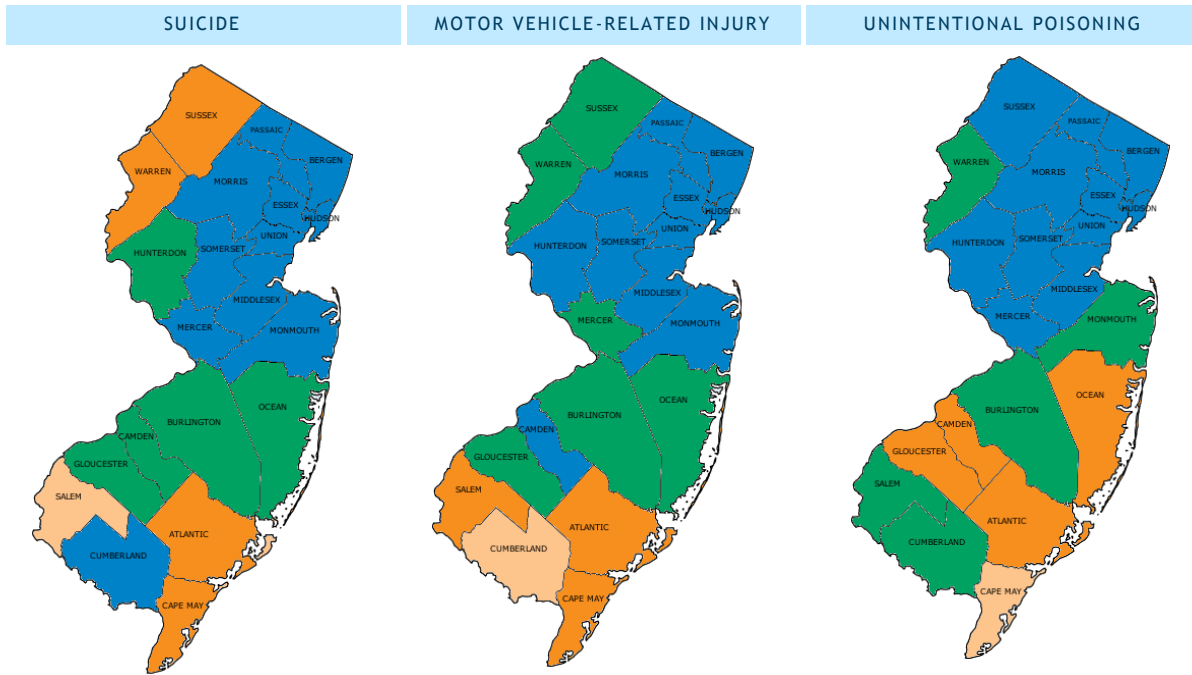 SUICIDE
MOTOR VEHICLE-RELATED INJURY
UNINTENTIONAL POISONING
SUSSEX
PASSAIC
BERGEN
WARREN
MORRIS
ESSEX
HUDSON
UNION
SOMERSET
HUNTERDON
MIDDLESEX
MERCER
MONMOUTH
OCEAN
BURLINGTON
CAMDEN
GLOUCESTER
SALEM
ATLANTIC
CUMBERLAND
CAPE MAY
SUSSEX
PASSAIC
BERGEN
WARREN
MORRIS
ESSEX
HUDSON
UNION
SOMERSET
HUNTERDON
MIDDLESEX
MERCER
MONMOUTH
OCEAN
BURLINGTON
CAMDEN
GLOUCESTER
SALEM
ATLANTIC
CUMBERLAND
CAPE MAY
SUSSEX
PASSAIC
BERGEN
WARREN
MORRIS
ESSEX
HUDSON
UNION
SOMERSET
HUNTERDON
MIDDLESEX
MERCER
MONMOUTH
OCEAN
BURLINGTON
CAMDEN
GLOUCESTER
SALEM
ATLANTIC
CUMBERLAND
CAPE MAY